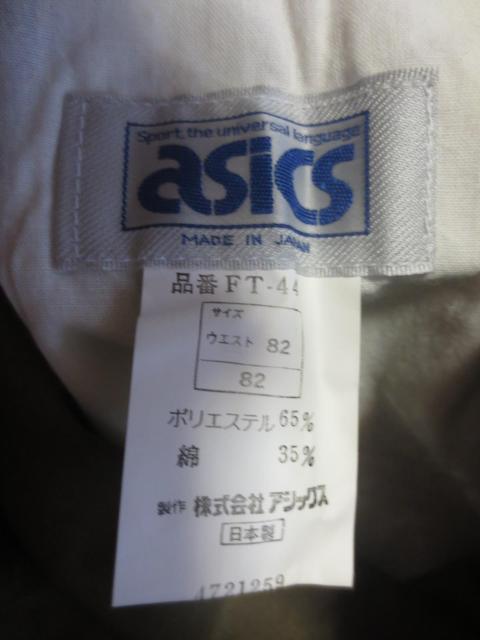 Sport, the universal language
asics
MADE IN JAPAN
品番 FT-44
サイズ
ウエスト 82
82
ポリエステル 65%
綿 35%
製作 株式会社 アシックス
日本製
4721259